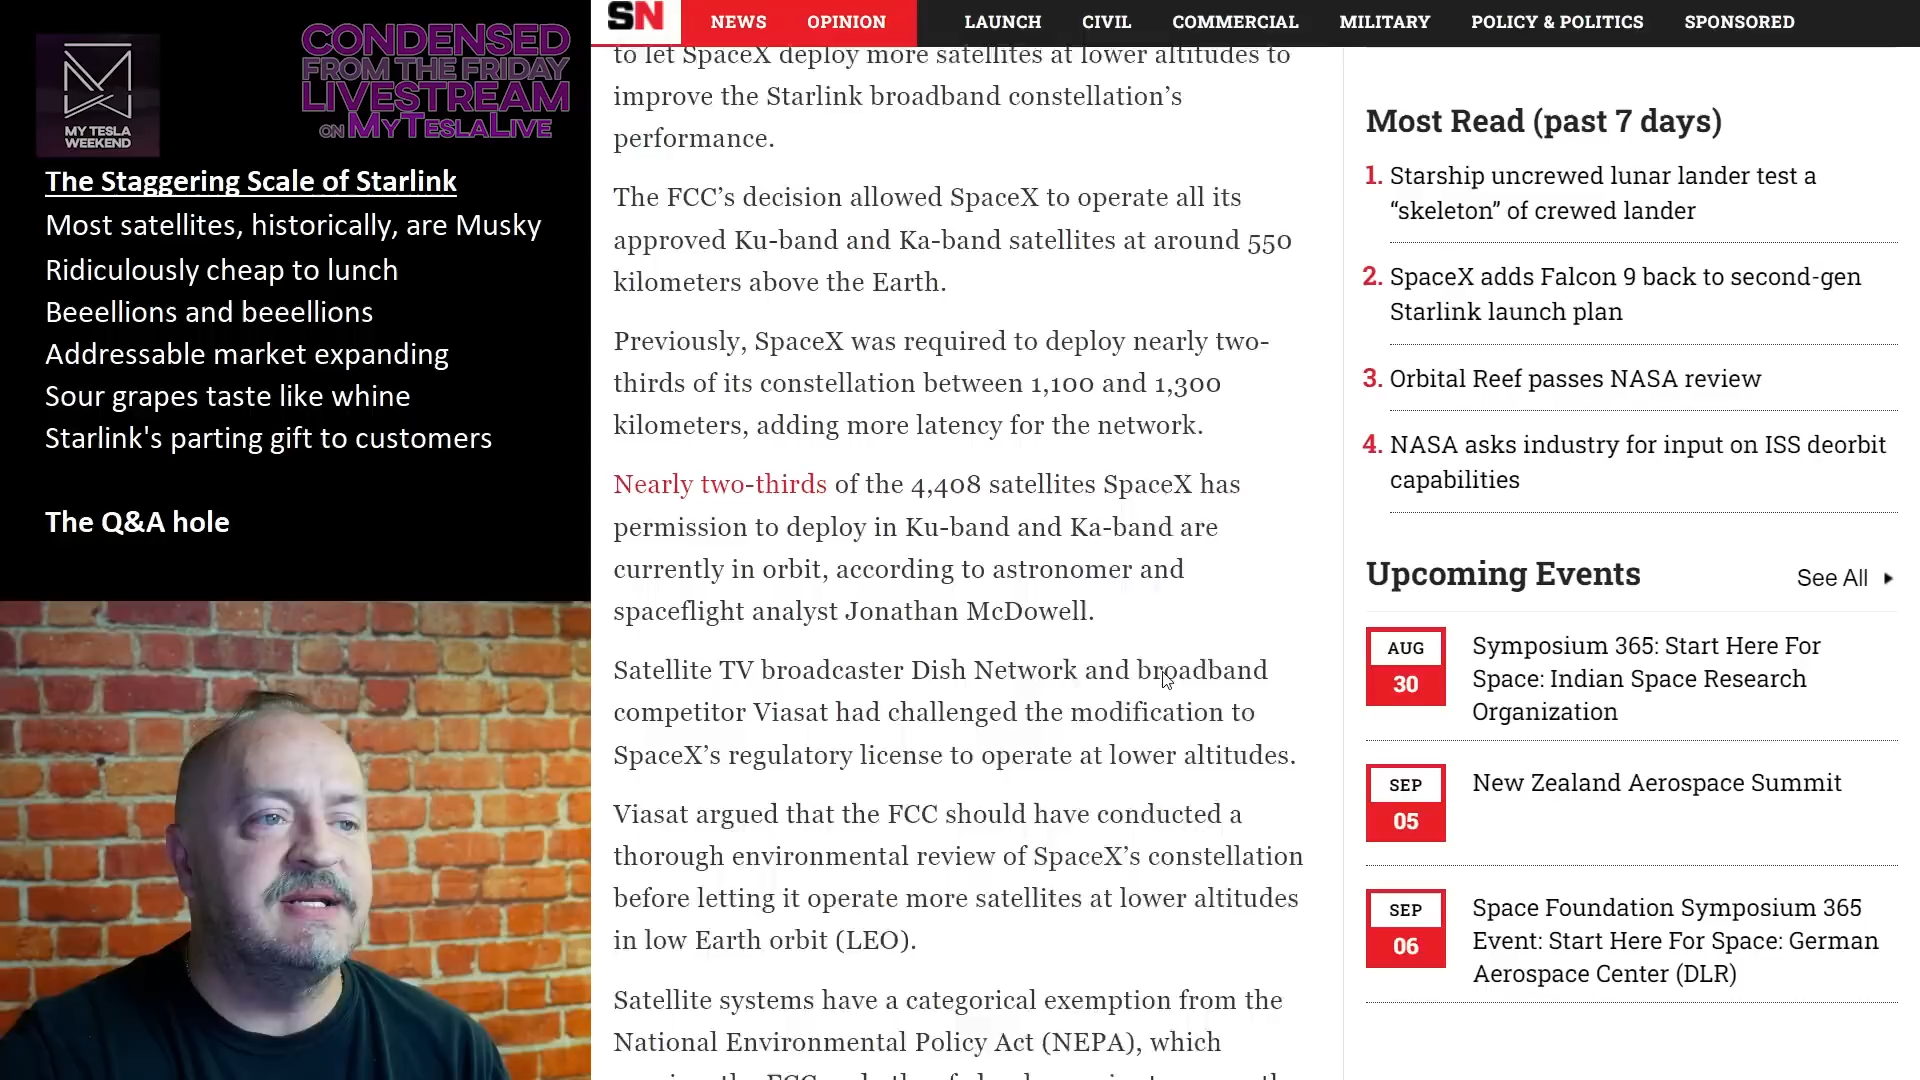 MY TESLA
WEEKEND
CONDENSED
FROM THE FRIDAY
LIVESTREAM
ON MYTESLALIVE
The Staggering Scale of Starlink
Most satellites, historically, are Musky
Ridiculously cheap to lunch
Beeellions and beeellions
Addressable market expanding
Sour grapes taste like whine
Starlink's parting gift to customers
The Q&A hole
SN NEWS OPINION LAUNCH CIVIL COMMERCIAL MILITARY POLICY & POLITICS SPONSORED
to let SpaceX deploy more satellites at lower altitudes to
improve the Starlink broadband constellation’s
performance.
The FCC’s decision allowed SpaceX to operate all its
approved Ku-band and Ka-band satellites at around 550
kilometers above the Earth.
Previously, SpaceX was required to deploy nearly two-
thirds of its constellation between 1,100 and 1,300
kilometers, adding more latency for the network.
Nearly two-thirds of the 4,408 satellites SpaceX has
permission to deploy in Ku-band and Ka-band are
currently in orbit, according to astronomer and
spaceflight analyst Jonathan McDowell.
Satellite TV broadcaster Dish Network and broadband
competitor Viasat had challenged the modification to
SpaceX’s regulatory license to operate at lower altitudes.
Viasat argued that the FCC should have conducted a
thorough environmental review of SpaceX’s constellation
before letting it operate more satellites at lower altitudes
in low Earth orbit (LEO).
Satellite systems have a categorical exemption from the
National Environmental Policy Act (NEPA), which
Most Read (past 7 days)
1. Starship uncrewed lunar lander test a
“skeleton” of crewed lander
2. SpaceX adds Falcon 9 back to second-gen
Starlink launch plan
3. Orbital Reef passes NASA review
4. NASA asks industry for input on ISS deorbit
capabilities
Upcoming Events See All
AUG
30
Symposium 365: Start Here For
Space: Indian Space Research
Organization
SEP
05
New Zealand Aerospace Summit
SEP
06
Space Foundation Symposium 365
Event: Start Here For Space: German
Aerospace Center (DLR)